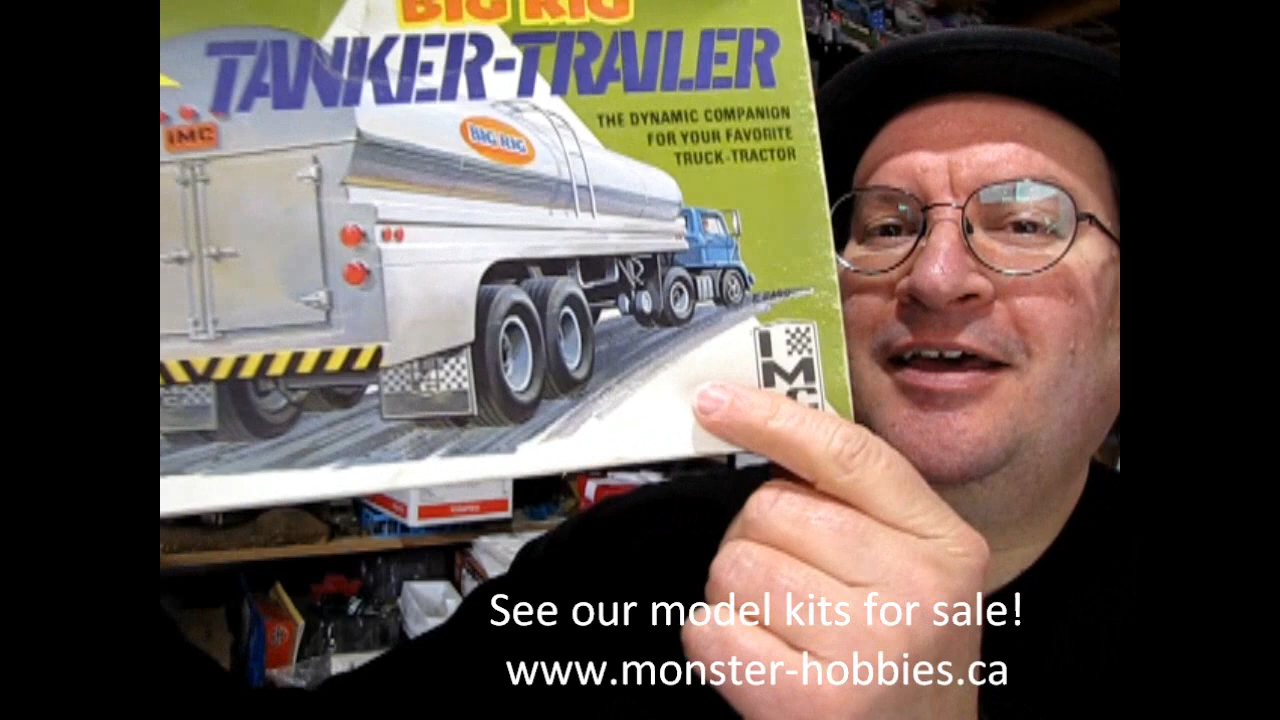 BIG RIG
TANKER-TRAILER
THE DYNAMIC COMPANION
FOR YOUR FAVORITE
TRUCK-TRACTOR
IMC
BIG RIG
IMC
See our model kits for sale!
www.monster-hobbies.ca